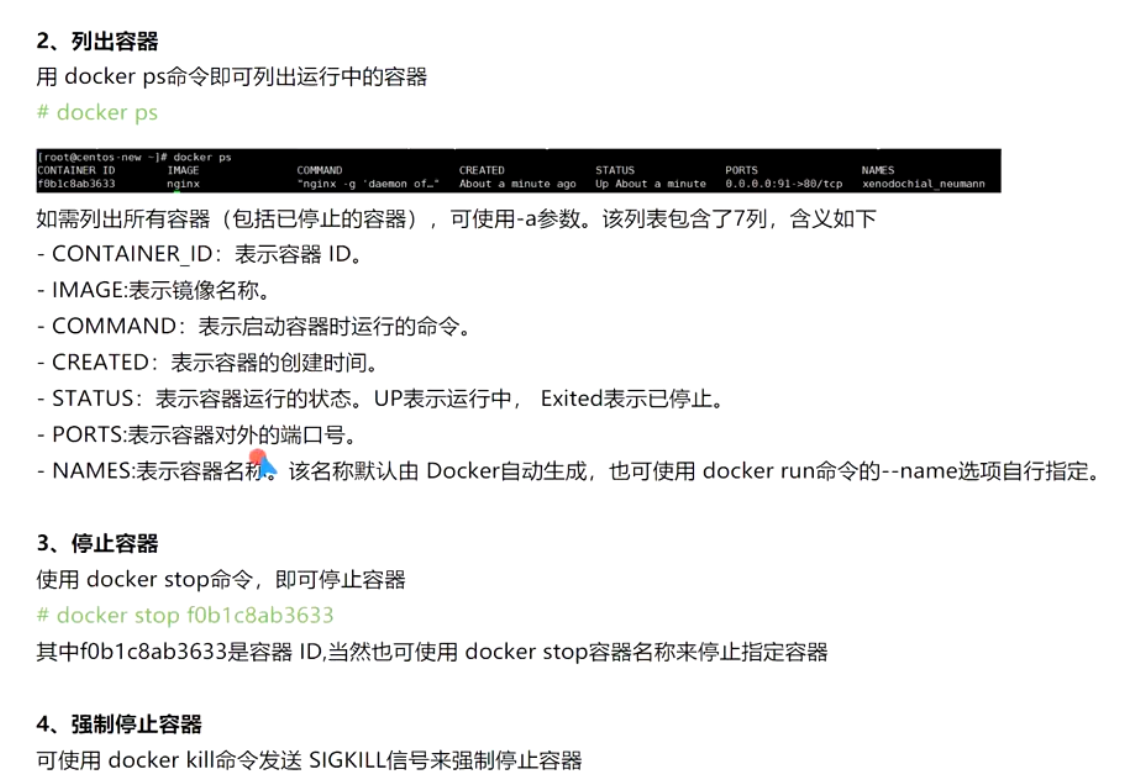 2、列出容器
用 docker ps命令即可列出运行中的容器
# docker ps
[root@centos-new ~]# docker ps
CONTAINER ID IMAGE COMMAND CREATED STATUS PORTS NAMES
f0b1c8ab3633 nginx "nginx -g 'daemon of…" About a minute ago Up About a minute 0.0.0.0:91->80/tcp xenodochial_neumann
如需列出所有容器（包括已停止的容器），可使用-a参数。该列表包含了7列，含义如下
- CONTAINER_ID：表示容器 ID。
- IMAGE:表示镜像名称。
- COMMAND：表示启动容器时运行的命令。
- CREATED：表示容器的创建时间。
- STATUS：表示容器运行的状态。UP表示运行中， Exited表示已停止。
- PORTS:表示容器对外的端口号。
- NAMES:表示容器名称。该名称默认由 Docker自动生成，也可使用 docker run命令的--name选项自行指定。
3、停止容器
使用 docker stop命令，即可停止容器
# docker stop f0b1c8ab3633
其中f0b1c8ab3633是容器 ID,当然也可使用 docker stop容器名称来停止指定容器
4、强制停止容器
可使用 docker kill命令发送 SIGKILL信号来强制停止容器